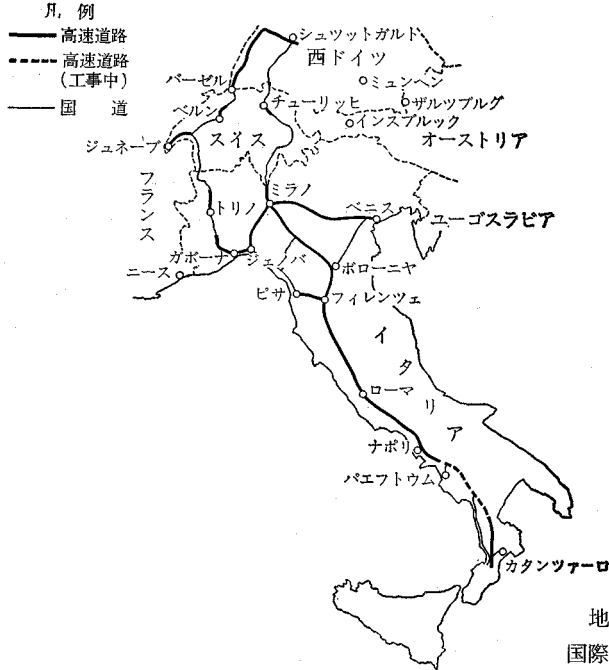 凡例
高速道路
高速道路
(工事中)
国道
シュツットガルト
西ドイツ
ミュンヘン
バーゼル
ザルツブルグ
チューリッヒ
ベルン
インスブルック
スイス
オーストリア
ジュネーブ
フランス
ミラノ
トリノ
ベニス
ユーゴスラビア
ガボーナ
ジェノバ
ボローニヤ
ニース
ピサ
フィレンツェ
イタリア
ローマ
ナポリ
パエフトウム
カタンツァーロ
地
国際